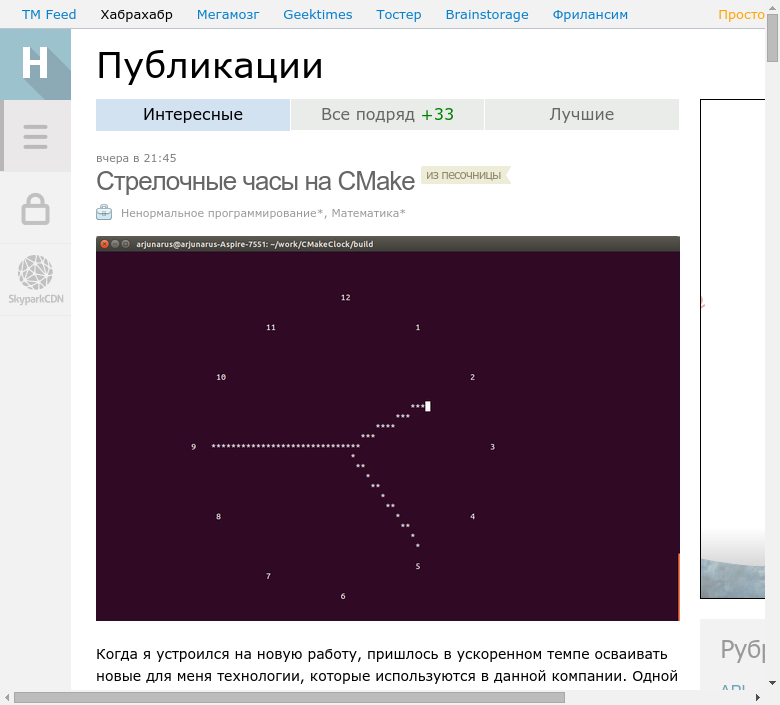 TM Feed Хабрахабр Мегамозг Geektimes Тостер Brainstorage Фрилансим Просто
H
Публикации
Интересные Все подряд +33 Лучшие
вчера в 21:45
Стрелочные часы на CMake из песочницы
Ненормальное программирование*, Математика*
SkyparkCDN
arjunarus@arjunarus-Aspire-7551: ~/work/CMakeClock/build
12
11 1
10 2
****
***
****
***
9 ****************************** 3
*
**
*
**
*
**
8 * 4
**
*
*
5
7
6
Когда я устроился на новую работу, пришлось в ускоренном темпе осваивать
новые для меня технологии, которые используются в данной компании. Одной
Рубр